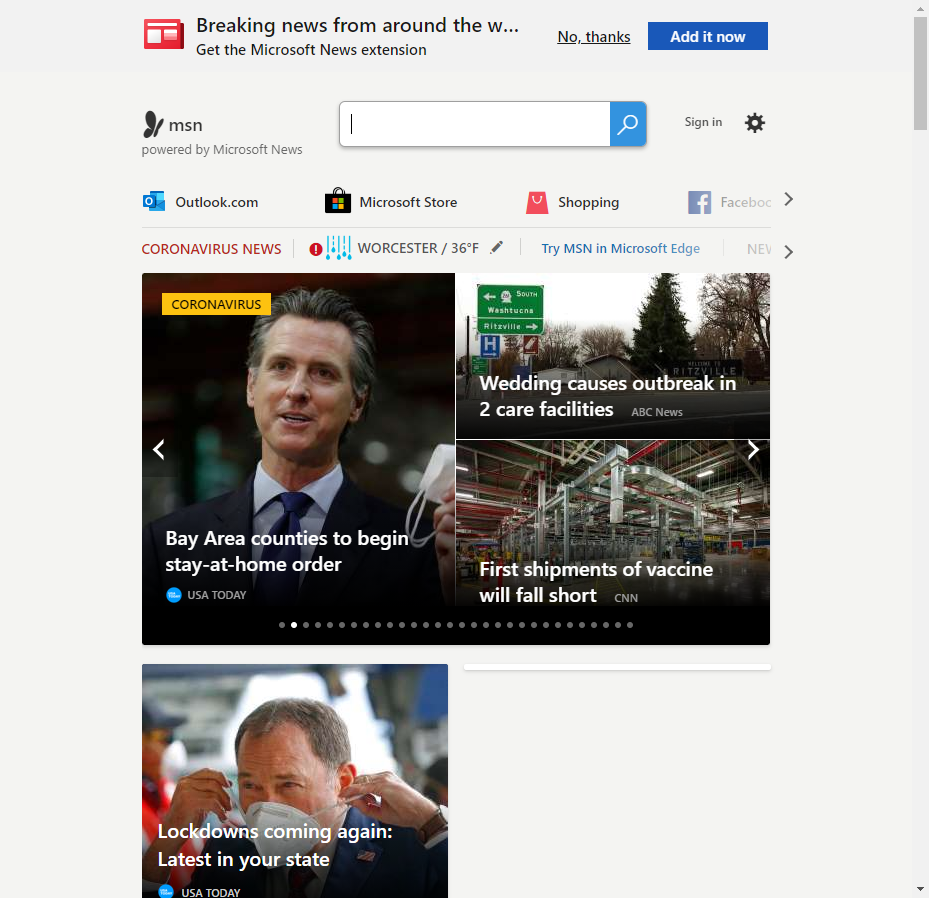 Breaking news from around the w...
Get the Microsoft News extension
No, thanks
Add it now
msn
powered by Microsoft News
Sign in
Outlook.com
Microsoft Store
Shopping
Faceboo
CORONAVIRUS NEWS
WORCESTER / 36°F
Try MSN in Microsoft Edge
NEW
CORONAVIRUS
Bay Area counties to begin
stay-at-home order
USA TODAY
SOUTH
Washtucna
Ritzville
H
WELCOME TO
RITZVILLE
Wedding causes outbreak in
2 care facilities
ABC News
First shipments of vaccine
will fall short
CNN
Lockdowns coming again:
Latest in your state
USA TODAY